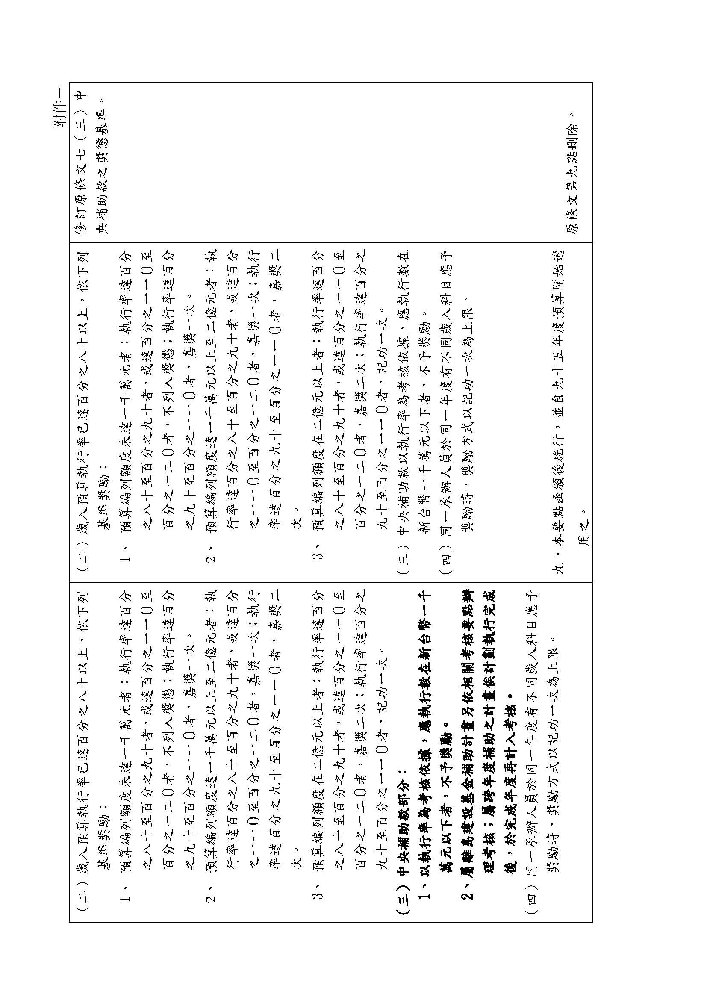 附件一
（二）歲入預算執行率已達百分之八十以上，依下列
基準獎勵：
1、預算編列額度未達一千萬元者：執行率達百分
之八十至百分之九十者，或達百分之一一0至
百分之一二0者，不列入獎懲；執行率達百分
之九十至百分之一一0者，嘉獎一次。
2、預算編列額度達一千萬元以上至二億元者：執
行率達百分之八十至百分之九十者，或達百分
之一一0至百分之一二0者，嘉獎一次；執行
率達百分之九十至百分之一一0者，嘉獎二
次。
3、預算編列額度在二億元以上者：執行率達百分
之八十至百分之九十者，或達百分之一一0至
百分之一二0者，嘉獎二次；執行率達百分之
九十至百分之一一0者，記功一次。
（三）中央補助款部分：
1、以執行率為考核依據，應執行數在新台幣一千
萬元以下者，不予獎勵。
2、屬離島建設基金補助計畫另依相關考核要點辦
理考核；屬跨年度補助之計畫俟計劃執行完成
後，於完成年度再計入考核。
（四）同一承辦人員於同一年度有不同歲入科目應予
獎勵時，獎勵方式以記功一次為上限。
（二）歲入預算執行率已達百分之八十以上，依下列
基準獎勵：
1、預算編列額度未達一千萬元者：執行率達百分
之八十至百分之九十者，或達百分之一一0至
百分之一二0者，不列入獎懲；執行率達百分
之九十至百分之一一0者，嘉獎一次。
2、預算編列額度達一千萬元以上至二億元者：執
行率達百分之八十至百分之九十者，或達百分
之一一0至百分之一二0者，嘉獎一次；執行
率達百分之九十至百分之一一0者，嘉獎二
次。
3、預算編列額度在二億元以上者：執行率達百分
之八十至百分之九十者，或達百分之一一0至
百分之一二0者，嘉獎二次；執行率達百分之
九十至百分之一一0者，記功一次。
（三）中央補助款以執行率為考核依據，應執行數在
新台幣一千萬元以下者，不予獎勵。
（四）同一承辦人員於同一年度有不同歲入科目應予
獎勵時，獎勵方式以記功一次為上限。
九、本要點函頒後施行，並自九十五年度預算開始適
用之。
修訂原條文七（三）中
央補助款之獎懲基準。
原條文第九點刪除。